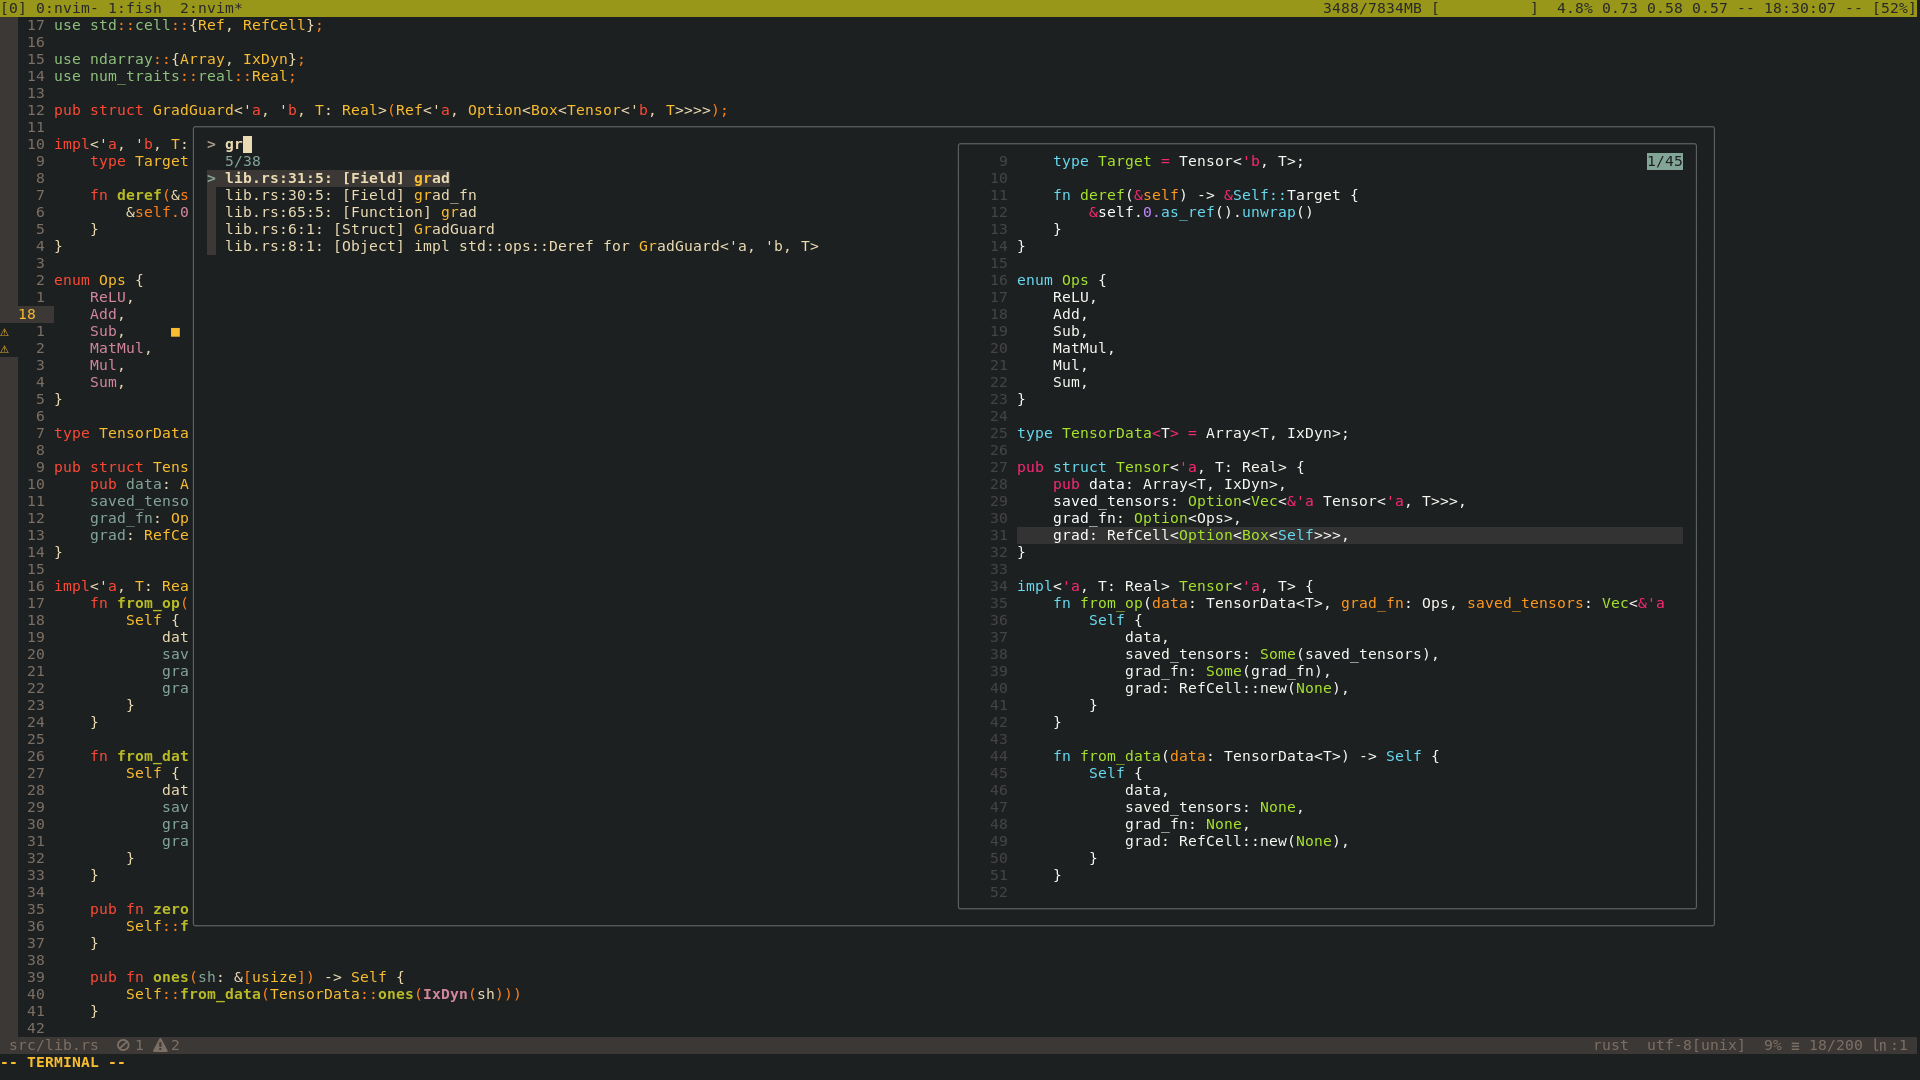 [0] 0:nvim- 1:fish  2:nvim*   3488/7834MB [          ]  4.8% 0.73 0.58 0.57 -- 18:30:07 -- [52%]
17 use std::cell::{Ref, RefCell};
16
15 use ndarray::{Array, IxDyn};
14 use num_traits::real::Real;
13
12 pub struct GradGuard<'a, 'b, T: Real>(Ref<'a, Option<Box<Tensor<'b, T>>>>);
11
10 impl<'a, 'b, T:
9     type Target
8
7     fn deref(&s
6         &self.0
5     }
4 }
3
2 enum Ops {
1     ReLU,
18     Add,
⚠ 1     Sub,     ■
⚠ 2     MatMul,
3     Mul,
4     Sum,
5 }
6
7 type TensorData
8
9 pub struct Tens
10     pub data: A
11     saved_tenso
12     grad_fn: Op
13     grad: RefCe
14 }
15
16 impl<'a, T: Rea
17     fn from_op(
18         Self {
19             dat
20             sav
21             gra
22             gra
23         }
24     }
25
26     fn from_dat
27         Self {
28             dat
29             sav
30             gra
31             gra
32         }
33     }
34
35     pub fn zero
36         Self::f
37     }
38
39     pub fn ones(sh: &[usize]) -> Self {
40         Self::from_data(TensorData::ones(IxDyn(sh)))
41     }
42
> gr
5/38
> lib.rs:31:5: [Field] grad
lib.rs:30:5: [Field] grad_fn
lib.rs:65:5: [Function] grad
lib.rs:6:1: [Struct] GradGuard
lib.rs:8:1: [Object] impl std::ops::Deref for GradGuard<'a, 'b, T>
9     type Target = Tensor<'b, T>;   1/45
10
11     fn deref(&self) -> &Self::Target {
12         &self.0.as_ref().unwrap()
13     }
14 }
15
16 enum Ops {
17     ReLU,
18     Add,
19     Sub,
20     MatMul,
21     Mul,
22     Sum,
23 }
24
25 type TensorData<T> = Array<T, IxDyn>;
26
27 pub struct Tensor<'a, T: Real> {
28     pub data: Array<T, IxDyn>,
29     saved_tensors: Option<Vec<&'a Tensor<'a, T>>>,
30     grad_fn: Option<Ops>,
31     grad: RefCell<Option<Box<Self>>>,
32 }
33
34 impl<'a, T: Real> Tensor<'a, T> {
35     fn from_op(data: TensorData<T>, grad_fn: Ops, saved_tensors: Vec<&'a
36         Self {
37             data,
38             saved_tensors: Some(saved_tensors),
39             grad_fn: Some(grad_fn),
40             grad: RefCell::new(None),
41         }
42     }
43
44     fn from_data(data: TensorData<T>) -> Self {
45         Self {
46             data,
47             saved_tensors: None,
48             grad_fn: None,
49             grad: RefCell::new(None),
50         }
51     }
52
src/lib.rs  1  2   rust  utf-8[unix]  9% ≡ 18/200 ㏑:1
-- TERMINAL --